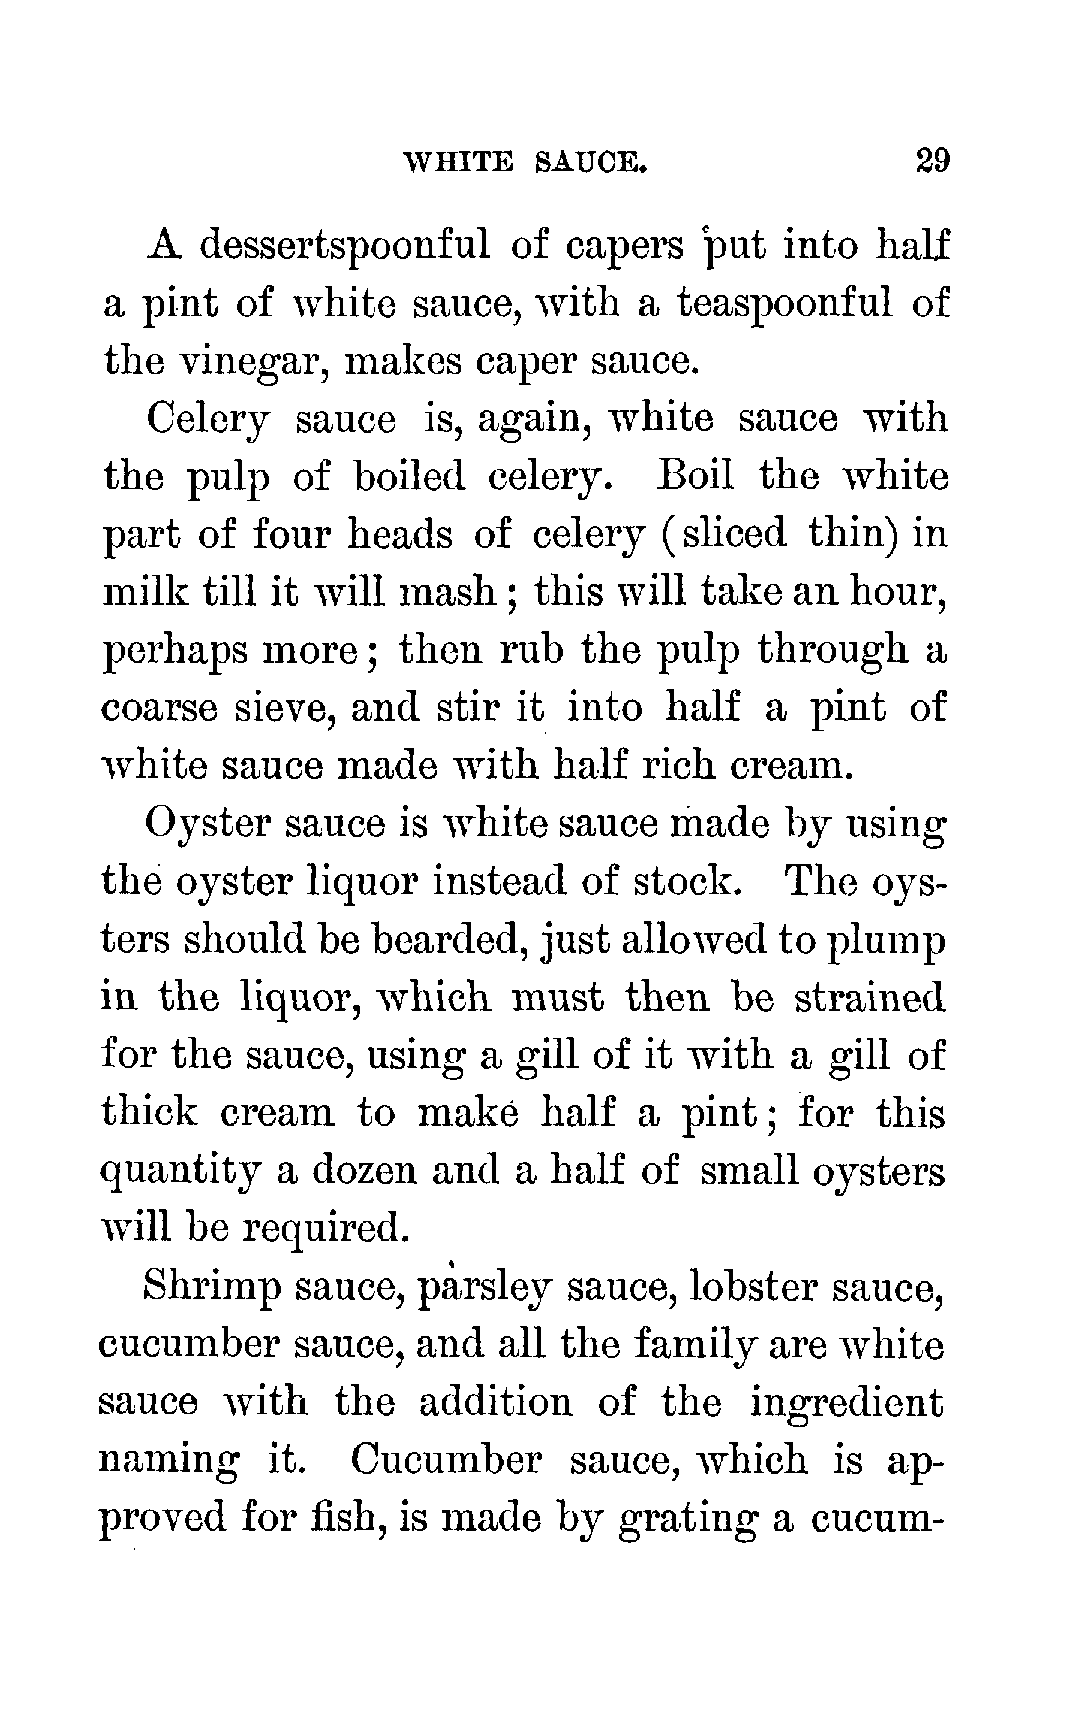 WHITE SAUCE. 29
A dessertspoonful of capers put into half
a pint of white sauce, with a teaspoonful of
the vinegar, makes caper sauce.
Celery sauce is, again, white sauce with
the pulp of boiled celery. Boil the white
part of four heads of celery (sliced thin) in
milk till it will mash; this will take an hour,
perhaps more; then rub the pulp through a
coarse sieve, and stir it into half a pint of
white sauce made with half rich cream.
Oyster sauce is white sauce made by using
the oyster liquor instead of stock. The oys-
ters should be bearded, just allowed to plump
in the liquor, which must then be strained
for the sauce, using a gill of it with a gill of
thick cream to make half a pint; for this
quantity a dozen and a half of small oysters
will be required.
Shrimp sauce, parsley sauce, lobster sauce,
cucumber sauce, and all the family are white
sauce with the addition of the ingredient
naming it. Cucumber sauce, which is ap-
proved for fish, is made by grating a cucum-